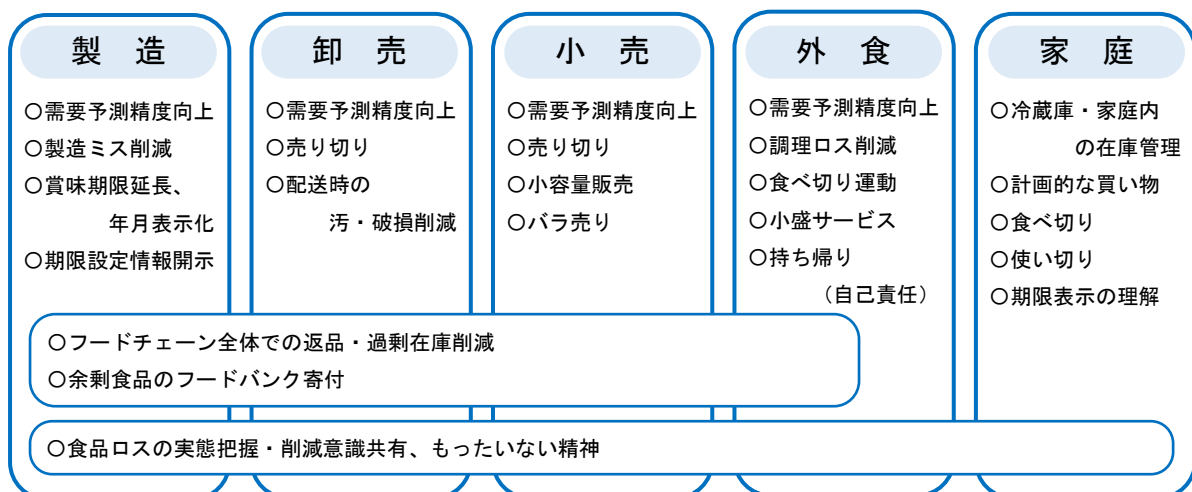 製造
○需要予測精度向上
○製造ミス削減
○賞味期限延長、
年月表示化
○期限設定情報開示
卸売
○需要予測精度向上
○売り切り
○配送時の
汚・破損削減
小売
○需要予測精度向上
○売り切り
○小容量販売
○バラ売り
外食
○需要予測精度向上
○調理ロス削減
○食べ切り運動
○小盛サービス
○持ち帰り
（自己責任）
家庭
○冷蔵庫・家庭内
の在庫管理
○計画的な買い物
○食べ切り
○使い切り
○期限表示の理解
○フードチェーン全体での返品・過剰在庫削減
○余剰食品のフードバンク寄付
○食品ロスの実態把握・削減意識共有、もったいない精神